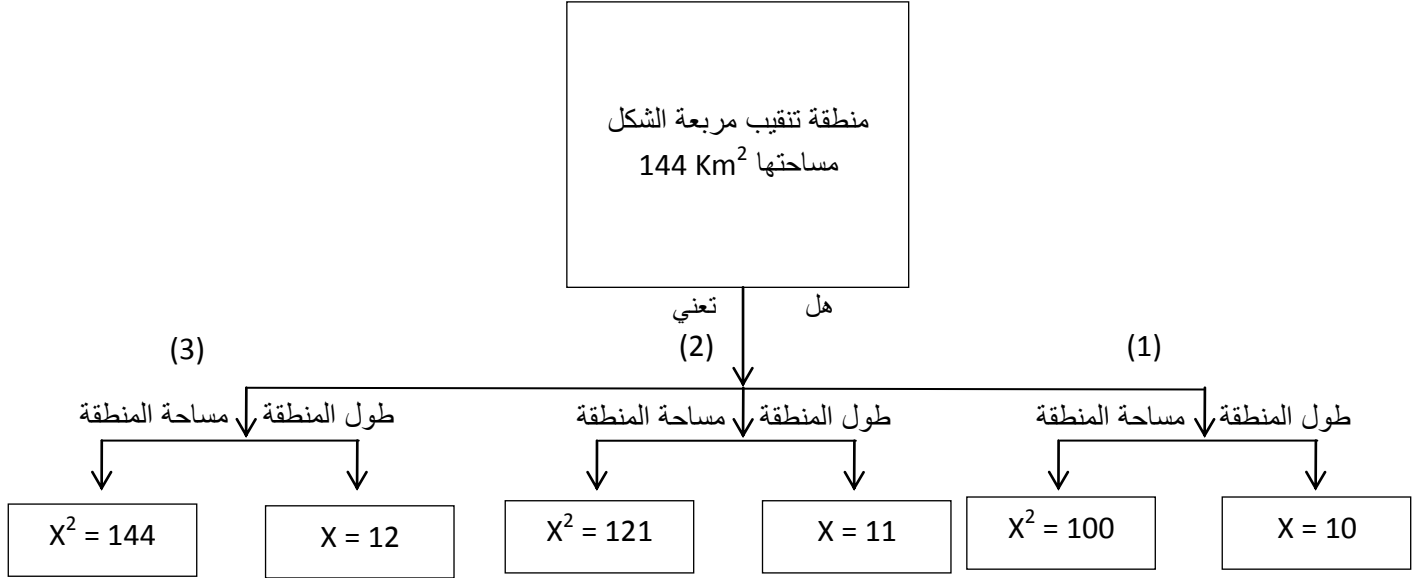 منطقة تنقيب مربعة الشكل
مساحتها 144 Km²
هل تعني
(1) (2) (3)
طول المنطقة مساحة المنطقة طول المنطقة مساحة المنطقة طول المنطقة مساحة المنطقة
X = 10 X² = 100 X = 11 X² = 121 X = 12 X² = 144